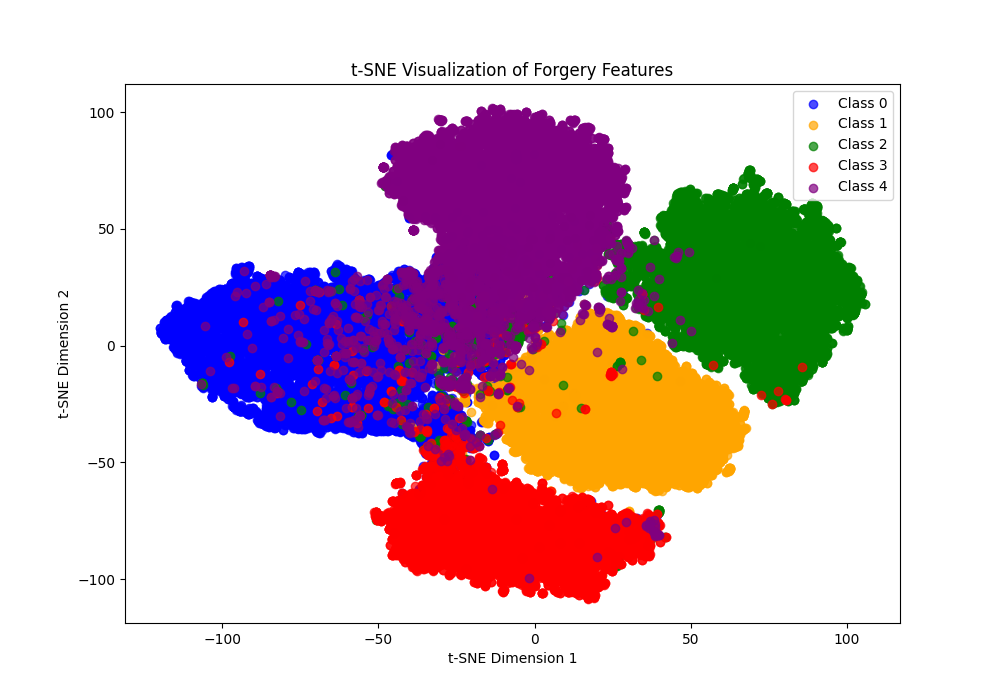 t-SNE Visualization of Forgery Features
Class 0
Class 1
Class 2
Class 3
Class 4
100
50
0
−50
−100
t-SNE Dimension 2
−100
−50
0
50
100
t-SNE Dimension 1